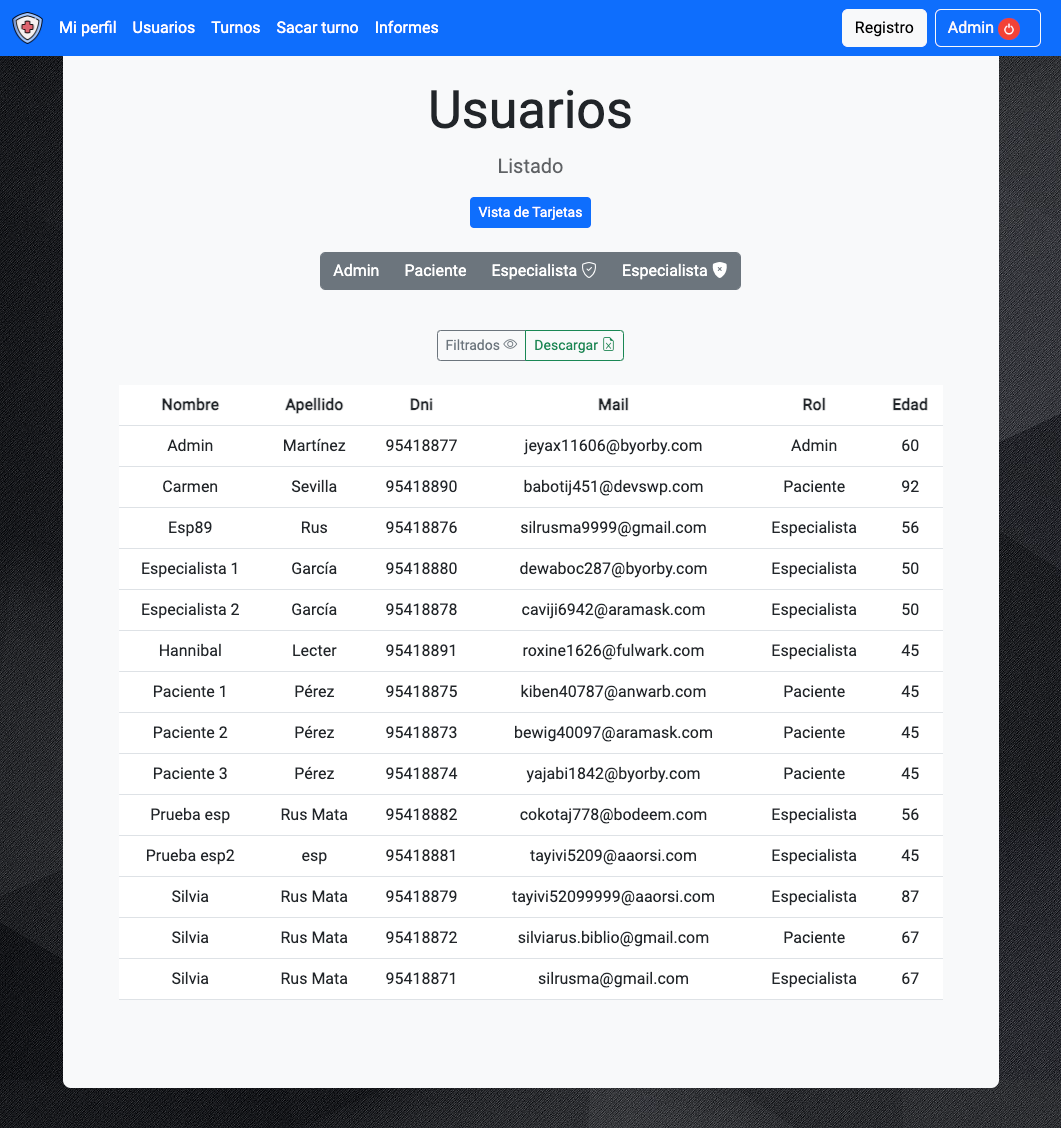 Mi perfil Usuarios Turnos Sacar turno Informes Registro Admin
Usuarios
Listado
Vista de Tarjetas
Admin Paciente Especialista Especialista
Filtrados Descargar
Nombre Apellido Dni Mail Rol Edad
Admin Martínez 95418877 jeyax11606@byorby.com Admin 60
Carmen Sevilla 95418890 babotij451@devswp.com Paciente 92
Esp89 Rus 95418876 silrusma9999@gmail.com Especialista 56
Especialista 1 García 95418880 dewaboc287@byorby.com Especialista 50
Especialista 2 García 95418878 caviji6942@aramask.com Especialista 50
Hannibal Lecter 95418891 roxine1626@fulwark.com Especialista 45
Paciente 1 Pérez 95418875 kiben40787@anwarb.com Paciente 45
Paciente 2 Pérez 95418873 bewig40097@aramask.com Paciente 45
Paciente 3 Pérez 95418874 yajabi1842@byorby.com Paciente 45
Prueba esp Rus Mata 95418882 cokotaj778@bodeem.com Especialista 56
Prueba esp2 esp 95418881 tayivi5209@aaorsi.com Especialista 45
Silvia Rus Mata 95418879 tayivi52099999@aaorsi.com Especialista 87
Silvia Rus Mata 95418872 silviarus.biblio@gmail.com Paciente 67
Silvia Rus Mata 95418871 silrusma@gmail.com Especialista 67